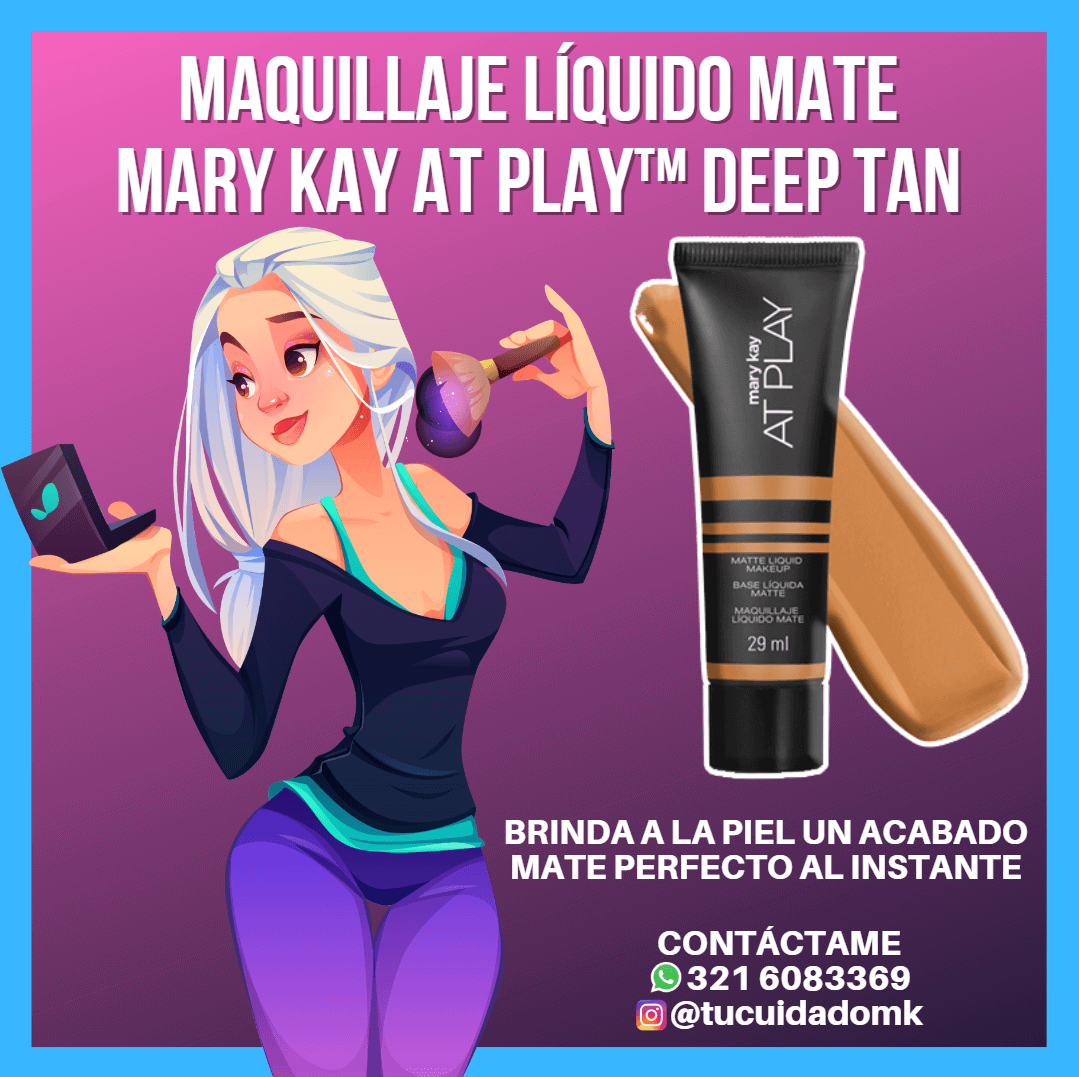 MAQUILLAJE LÍQUIDO MATE
MARY KAY AT PLAY™ DEEP TAN
mary kay
AT PLAY
MATTE LIQUID
MAKEUP
BASE LÍQUIDA
MATTE
MAQUILLAJE
LÍQUIDO MATE
29 ml
BRINDA A LA PIEL UN ACABADO
MATE PERFECTO AL INSTANTE
CONTÁCTAME
321 6083369
@tucuidadomk